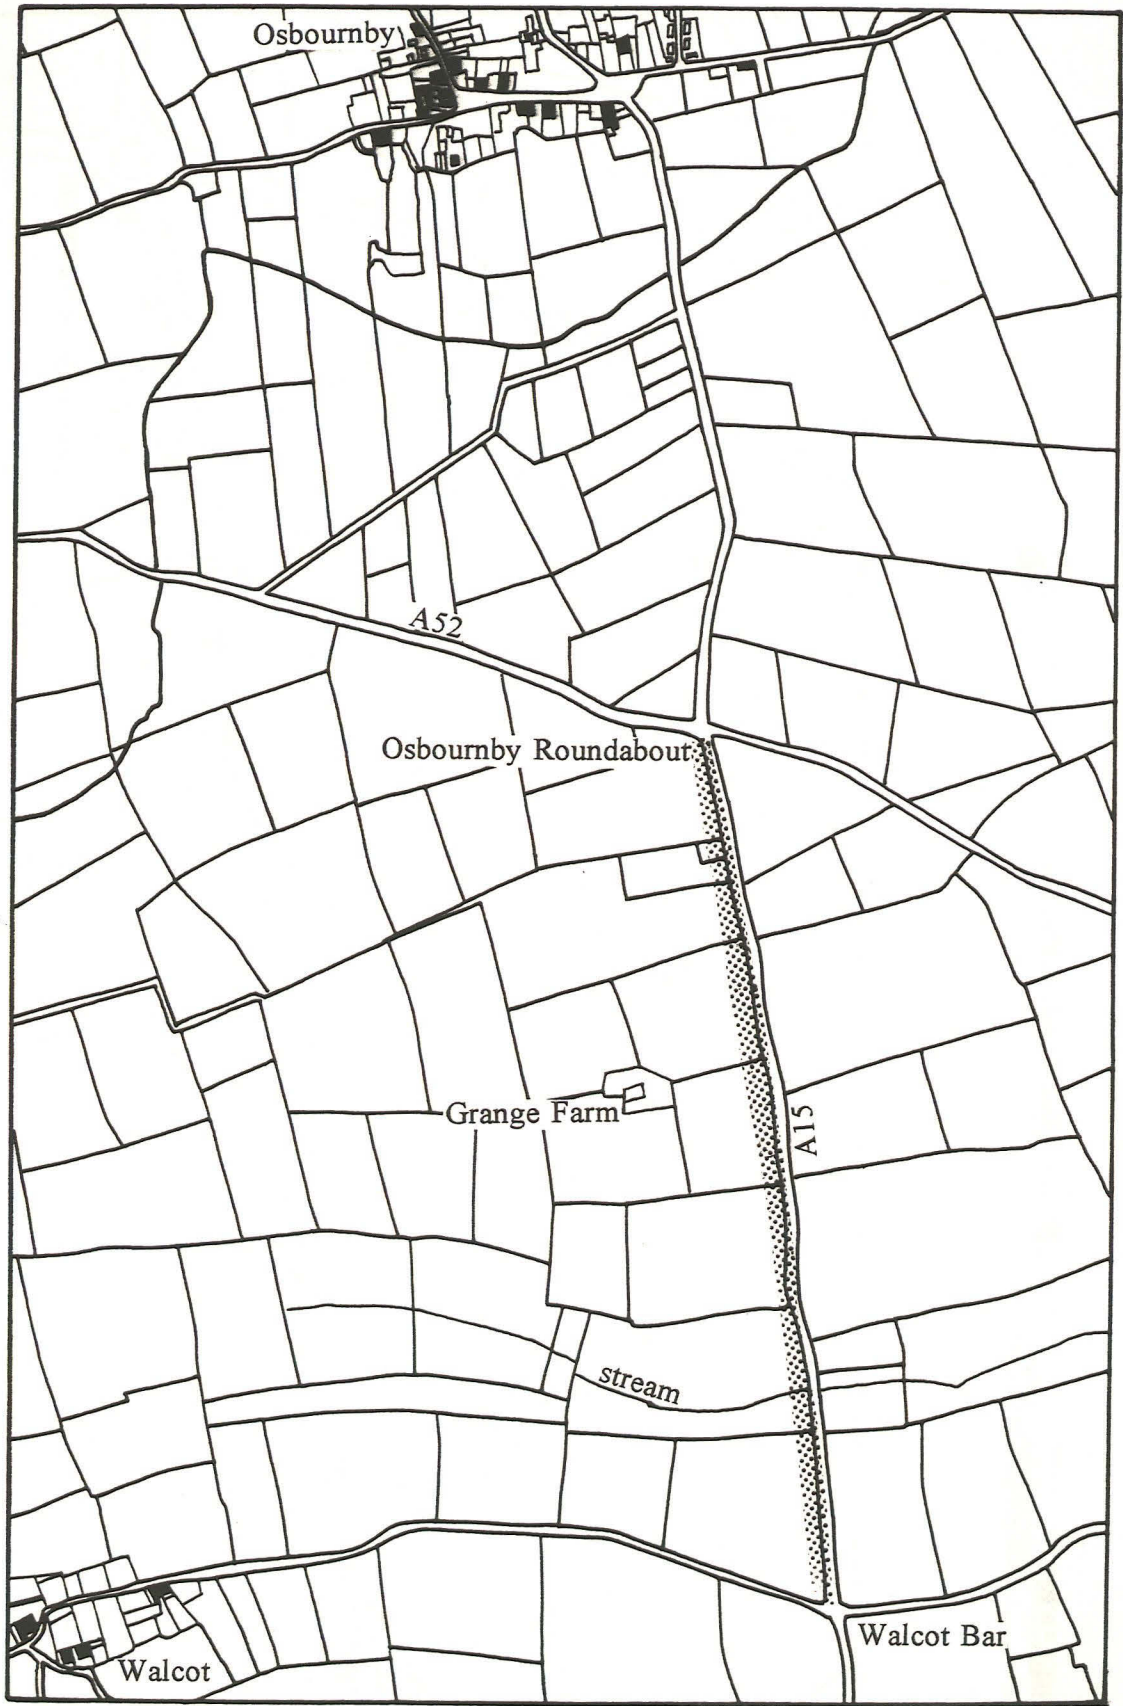 Osbournby
A52
Osbournby Roundabout
Grange Farm
A15
stream
Walcot Bar
Walcot